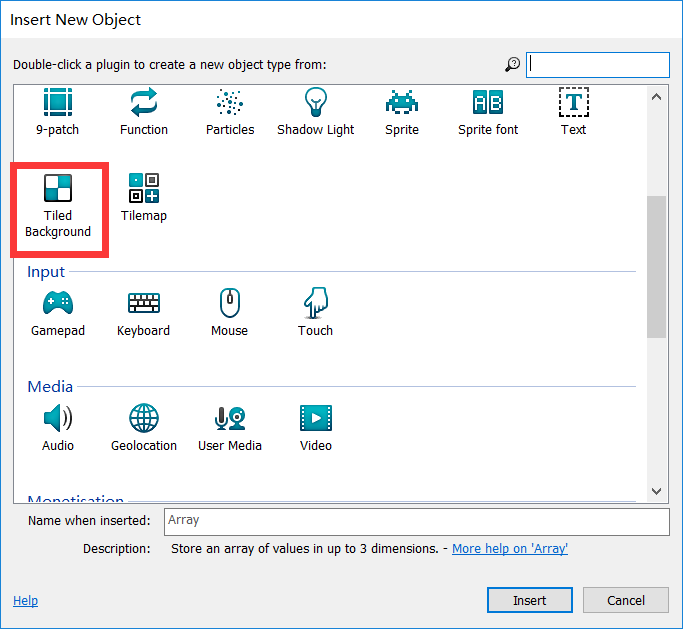 Insert New Object
Double-click a plugin to create a new object type from:
9-patch
Function
Particles
Shadow Light
Sprite
AB
Sprite font
T
Text
Tiled
Background
Tilemap
Input
Gamepad
Keyboard
Mouse
Touch
Media
Audio
Geolocation
User Media
Video
Monetisation
Name when inserted:
Array
Description:
Store an array of values in up to 3 dimensions. - More help on 'Array'
Help
Insert
Cancel